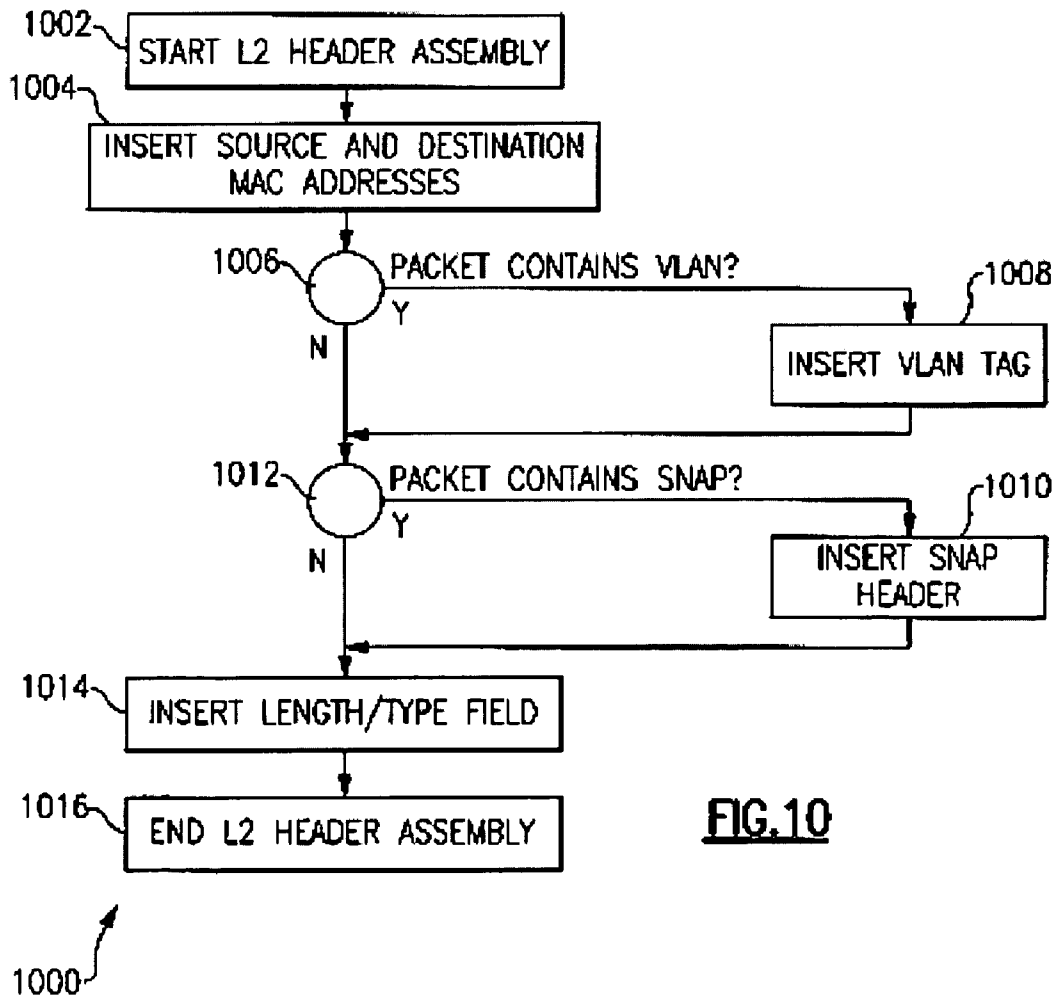 1002
START L2 HEADER ASSEMBLY
1004
INSERT SOURCE AND DESTINATION
MAC ADDRESSES
1006
PACKET CONTAINS VLAN?
Y
N
1008
INSERT VLAN TAG
1012
PACKET CONTAINS SNAP?
Y
N
1010
INSERT SNAP
HEADER
1014
INSERT LENGTH/TYPE FIELD
1016
END L2 HEADER ASSEMBLY
FIG.10
1000